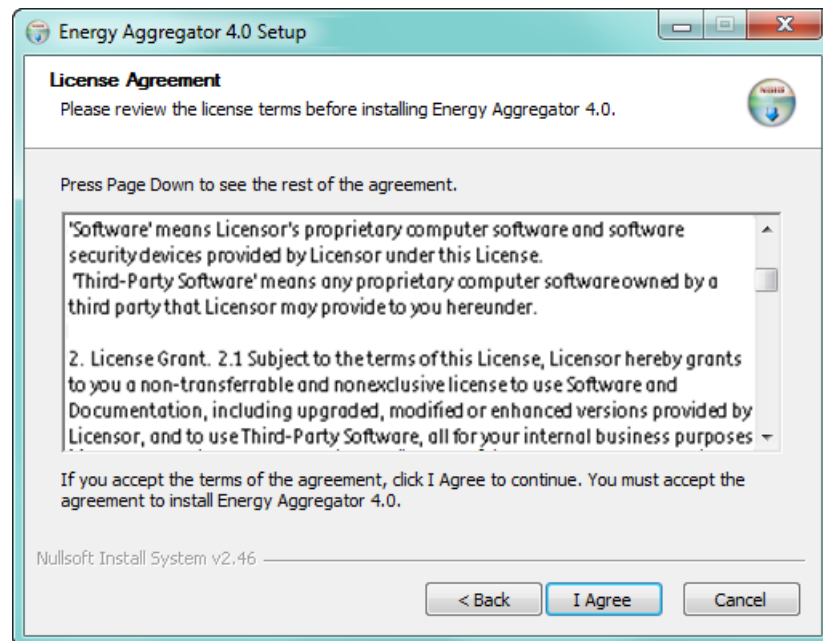 Energy Aggregator 4.0 Setup
License Agreement
Please review the license terms before installing Energy Aggregator 4.0.
Press Page Down to see the rest of the agreement.
'Software' means Licensor's proprietary computer software and software
security devices provided by Licensor under this License.
'Third-Party Software' means any proprietary computer software owned by a
third party that Licensor may provide to you hereunder.
2. License Grant. 2.1 Subject to the terms of this License, Licensor hereby grants
to you a non-transferrable and nonexclusive license to use Software and
Documentation, including upgraded, modified or enhanced versions provided by
Licensor, and to use Third-Party Software, all for your internal business purposes
If you accept the terms of the agreement, click I Agree to continue. You must accept the
agreement to install Energy Aggregator 4.0.
Nullsoft Install System v2.46
< Back I Agree Cancel